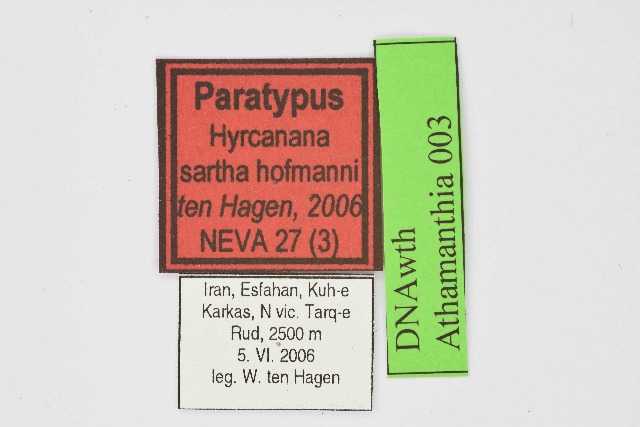 Paratypus
Hyrcanana
sartha hofmanni
ten Hagen, 2006
NEVA 27 (3)
Iran, Esfahan, Kuh-e
Karkas, N vic. Tarq-e
Rud, 2500 m
5. VI. 2006
leg. W. ten Hagen
DNAwth
Athamanthia 003